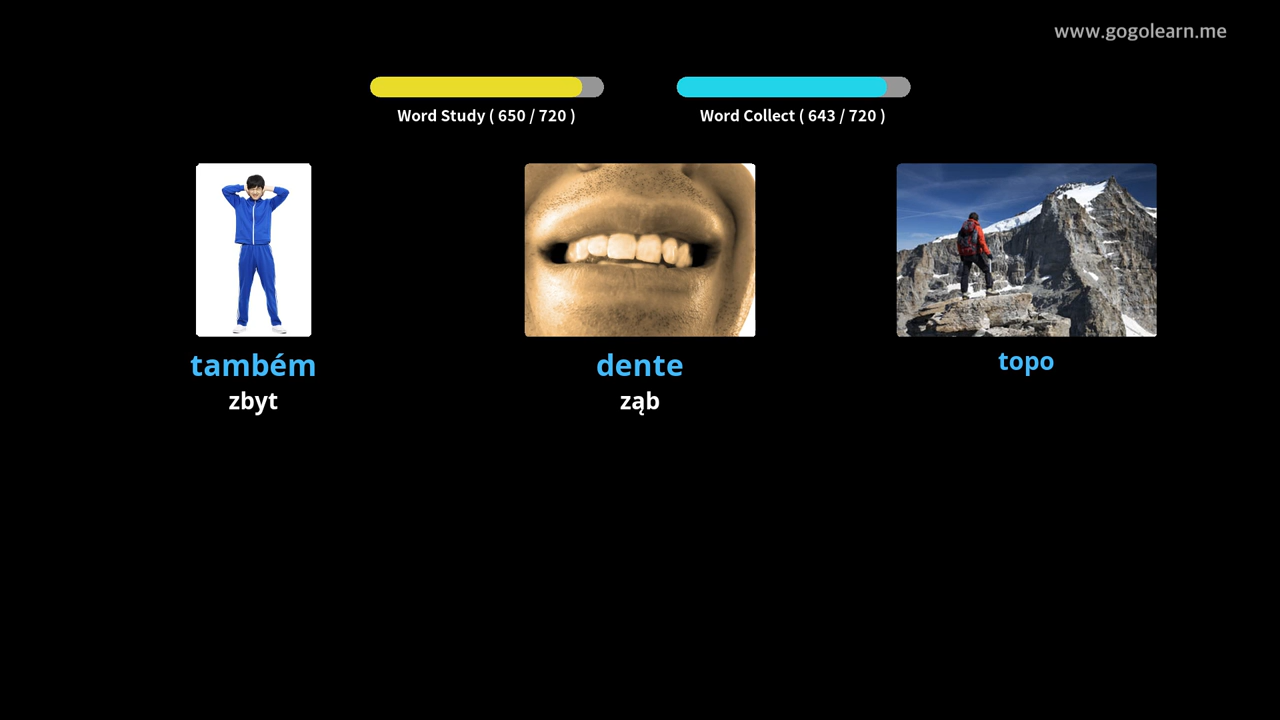 www.gogolearn.me
Word Study ( 650 / 720 )
Word Collect ( 643 / 720 )
também
zbyt
dente
ząb
topo